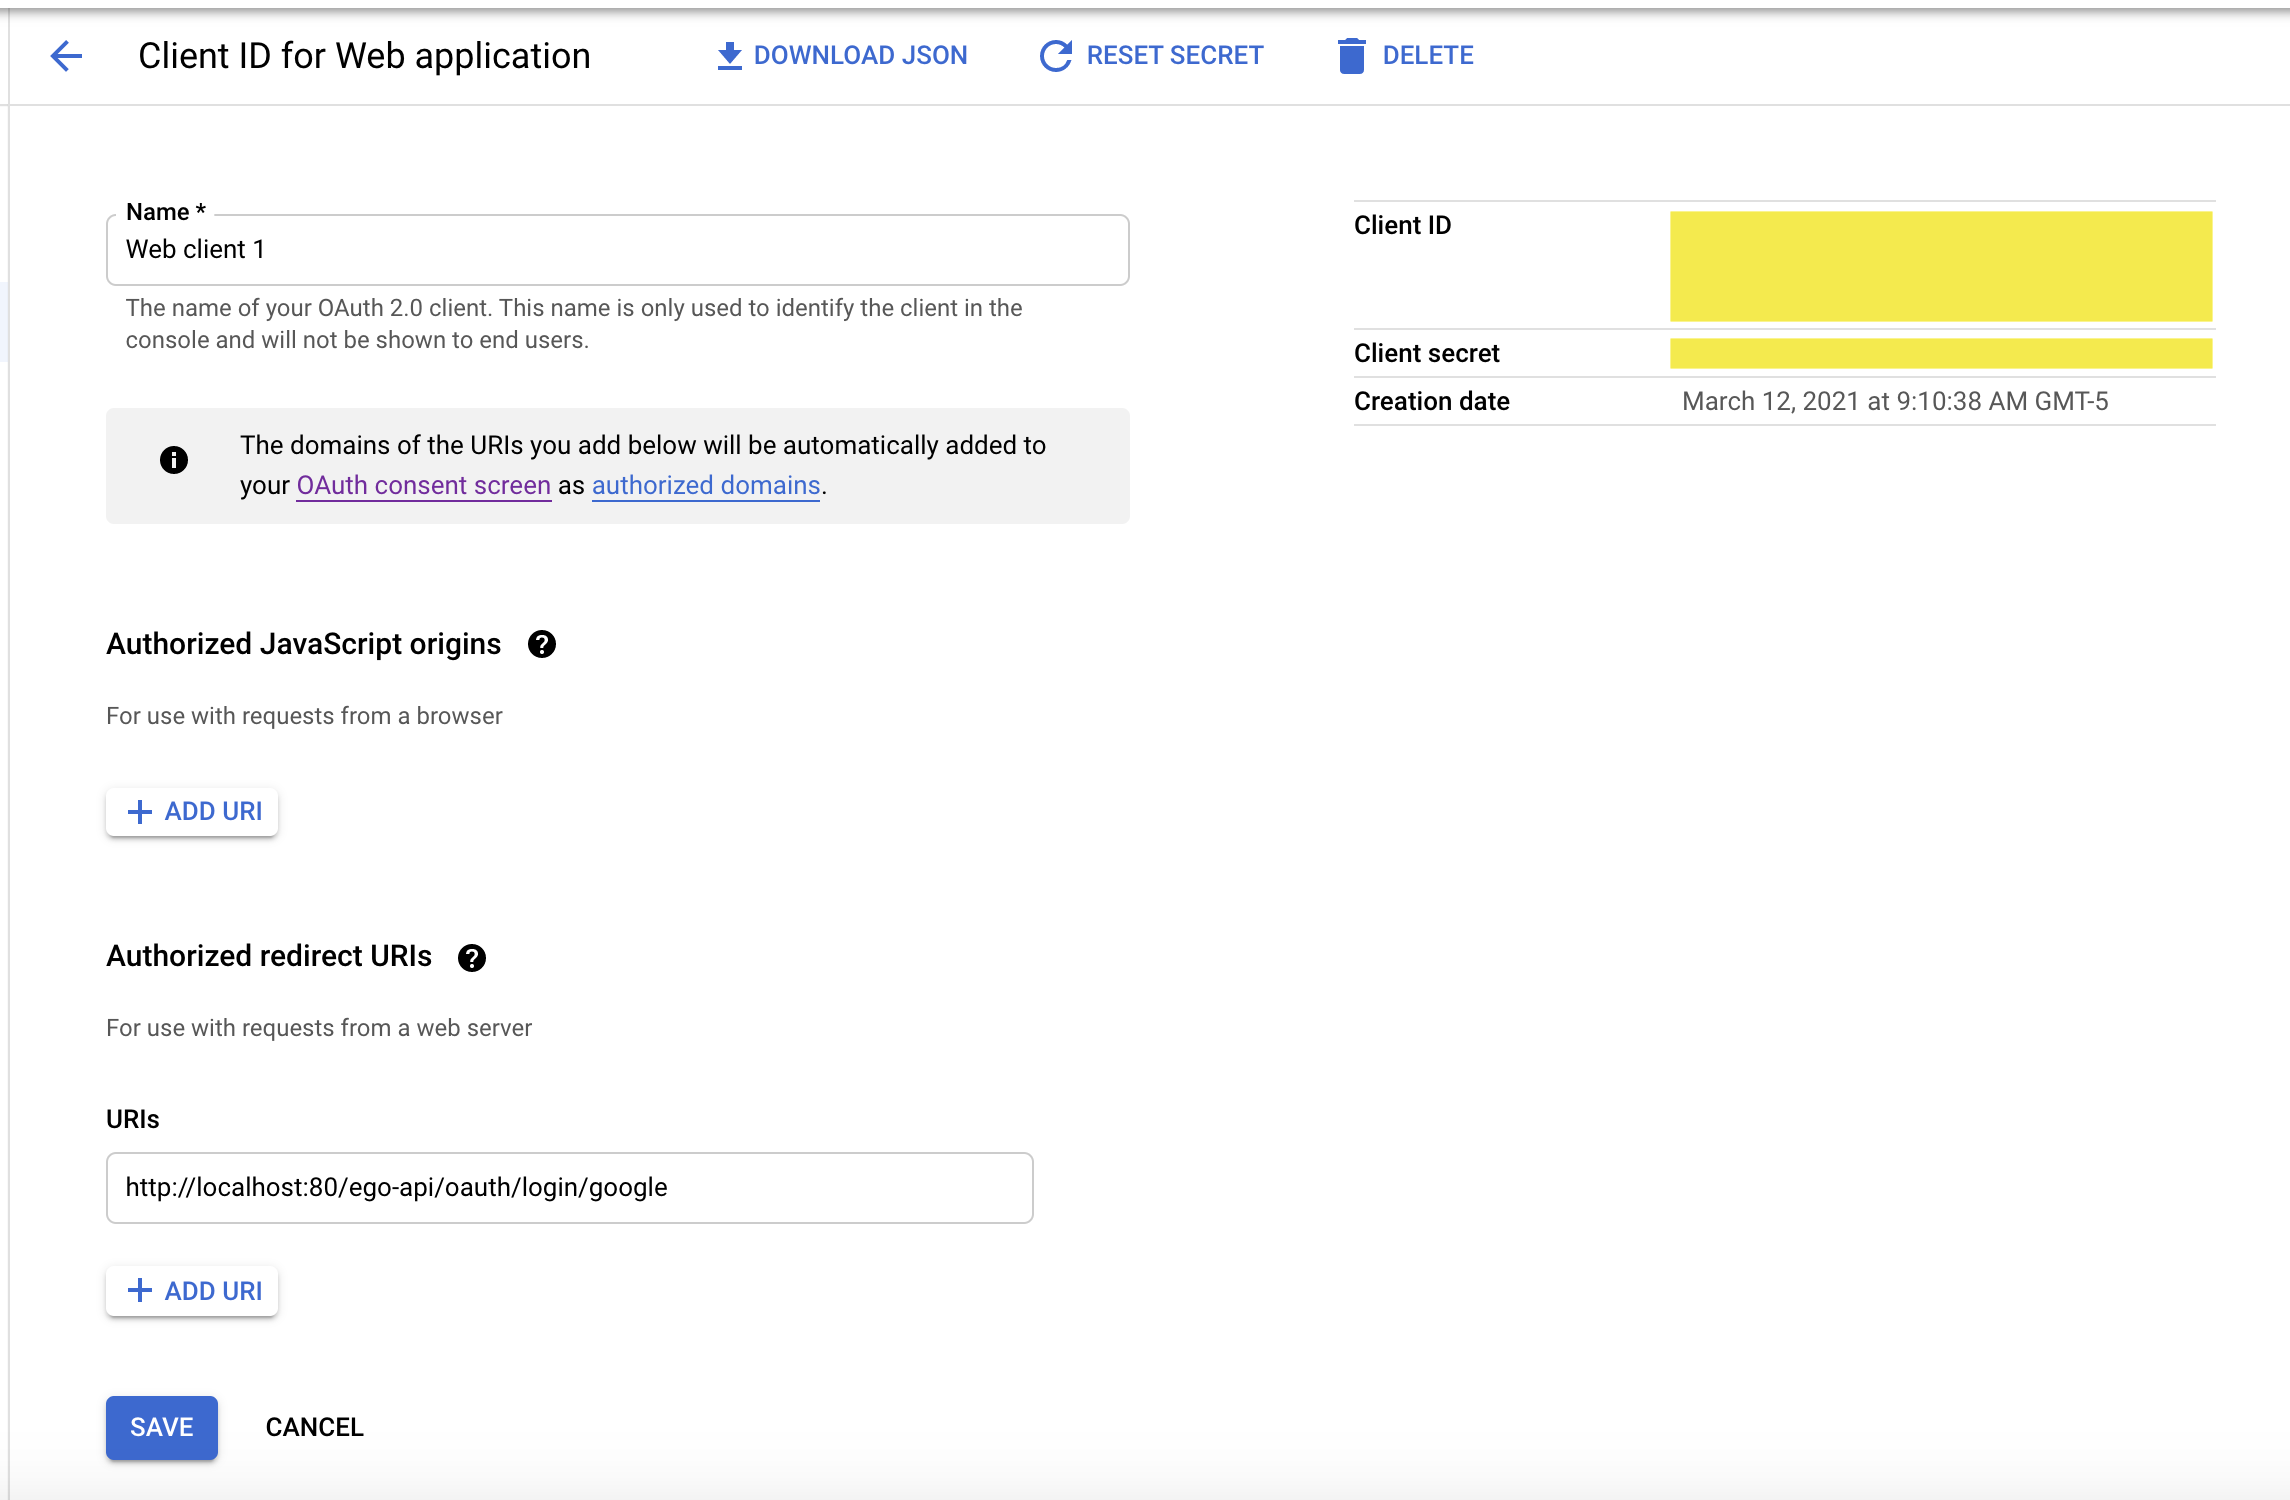 Client ID for Web application
DOWNLOAD JSON
RESET SECRET
DELETE
Name *
Web client 1
The name of your OAuth 2.0 client. This name is only used to identify the client in the
console and will not be shown to end users.
The domains of the URIs you add below will be automatically added to
your OAuth consent screen as authorized domains.
Client ID
Client secret
Creation date March 12, 2021 at 9:10:38 AM GMT-5
Authorized JavaScript origins
For use with requests from a browser
ADD URI
Authorized redirect URIs
For use with requests from a web server
URIs
http://localhost:80/ego-api/oauth/login/google
ADD URI
SAVE
CANCEL